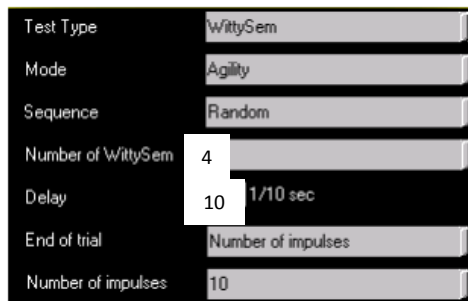 Test Type WittySem
Mode Agility
Sequence Random
Number of WittySem 4
Delay 10 1/10 sec
End of trial Number of impulses
Number of impulses 10